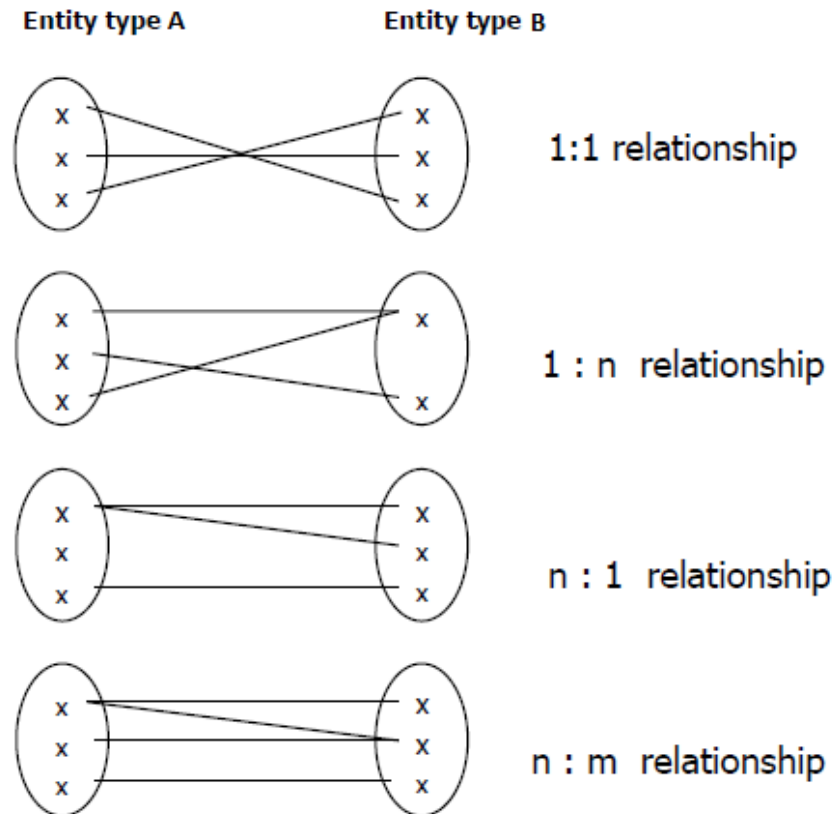 Entity type A Entity type B
x x
x x
x x
1:1 relationship
x x
x
x x
1 : n relationship
x x
x x
x x
n : 1 relationship
x x
x x
x x
n : m relationship